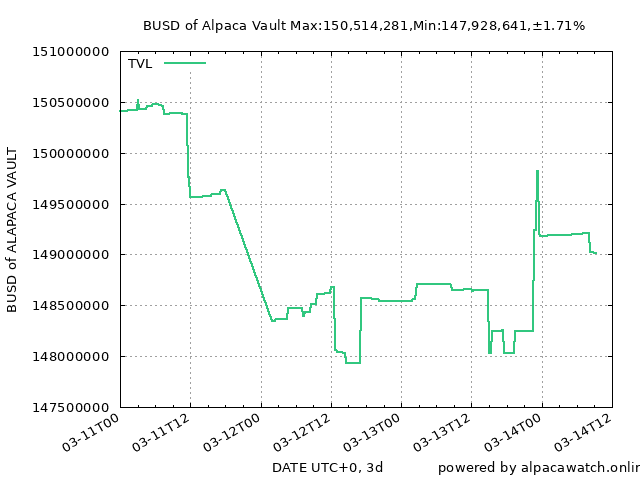 BUSD of Alpaca Vault Max:150,514,281,Min:147,928,641,±1.71%
151000000
TVL
150500000
150000000
149500000
149000000
148500000
148000000
147500000
BUSD of ALAPACA VAULT
03-11T00
03-11T12
03-12T00
03-12T12
03-13T00
03-13T12
03-14T00
03-14T12
DATE UTC+0, 3d
powered by alpacawatch.onlin